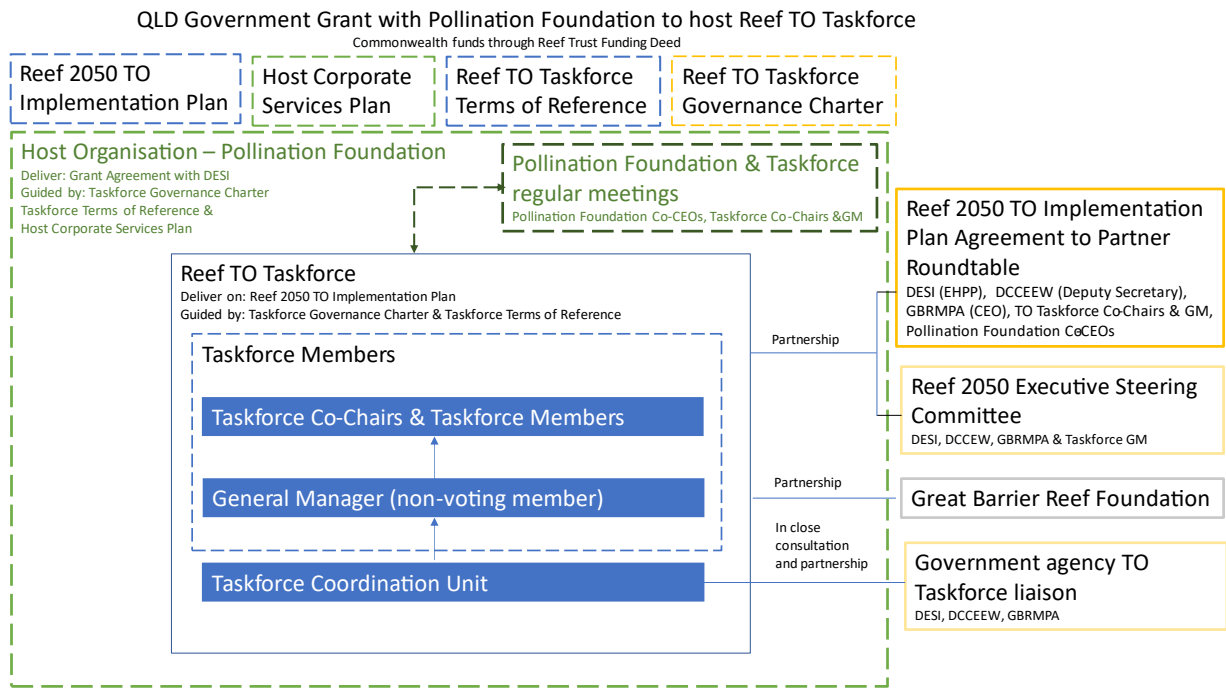 QLD Government Grant with Pollination Foundation to host Reef TO Taskforce
Commonwealth funds through Reef Trust Funding Deed
Reef 2050 TO
Implementation Plan
Host Corporate
Services Plan
Reef TO Taskforce
Terms of Reference
Reef TO Taskforce
Governance Charter
Host Organisation – Pollination Foundation
Deliver: Grant Agreement with DESI
Guided by: Taskforce Governance Charter
Taskforce Terms of Reference &
Host Corporate Services Plan
Pollination Foundation & Taskforce
regular meetings
Pollination Foundation Co-CEOs, Taskforce Co-Chairs &GM
Reef TO Taskforce
Deliver on: Reef 2050 TO Implementation Plan
Guided by: Taskforce Governance Charter & Taskforce Terms of Reference
Taskforce Members
Taskforce Co-Chairs & Taskforce Members
General Manager (non-voting member)
Taskforce Coordination Unit
Partnership
Partnership
In close
consultation
and partnership
Reef 2050 TO Implementation
Plan Agreement to Partner
Roundtable
DESI (EHPP), DCCEEW (Deputy Secretary),
GBRMPA (CEO), TO Taskforce Co-Chairs & GM,
Pollination Foundation Co-CEOs
Reef 2050 Executive Steering
Committee
DESI, DCCEW, GBRMPA & Taskforce GM
Great Barrier Reef Foundation
Government agency TO
Taskforce liaison
DESI, DCCEEW, GBRMPA